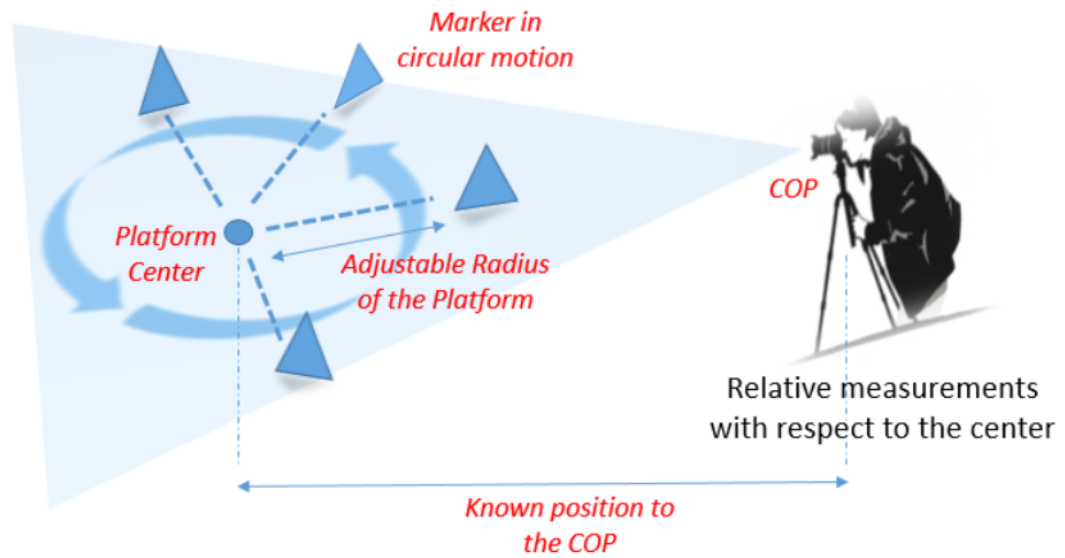 Marker in
circular motion
COP
Platform
Center
Adjustable Radius
of the Platform
Relative measurements
with respect to the center
Known position to
the COP